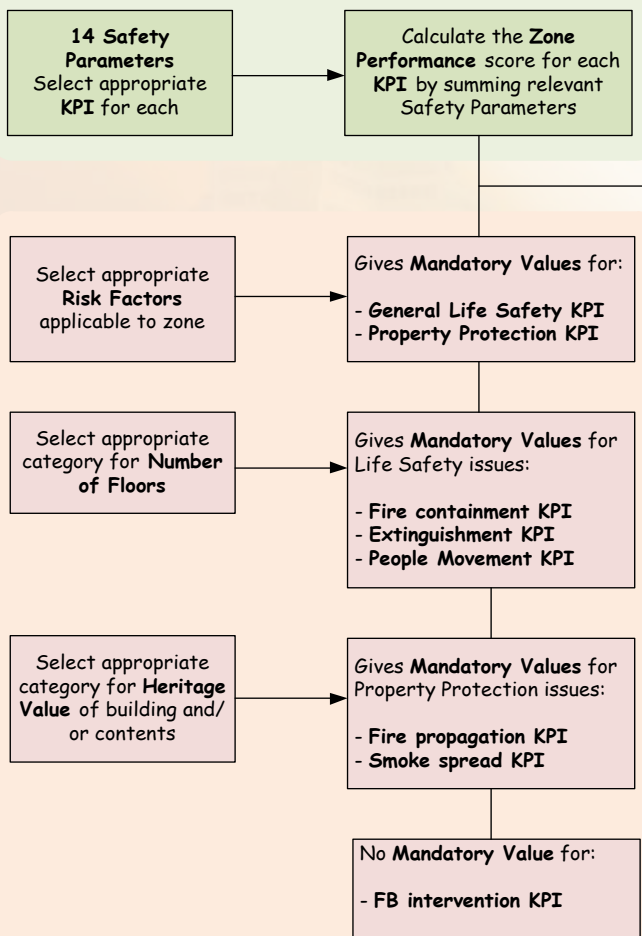 14 Safety
Parameters
Select appropriate
KPI for each
Calculate the Zone
Performance score for each
KPI by summing relevant
Safety Parameters
Select appropriate
Risk Factors
applicable to zone
Gives Mandatory Values for:
- General Life Safety KPI
- Property Protection KPI
Select appropriate
category for Number
of Floors
Gives Mandatory Values for
Life Safety issues:
- Fire containment KPI
- Extinguishment KPI
- People Movement KPI
Select appropriate
category for Heritage
Value of building and/
or contents
Gives Mandatory Values for
Property Protection issues:
- Fire propagation KPI
- Smoke spread KPI
No Mandatory Value for:
- FB intervention KPI